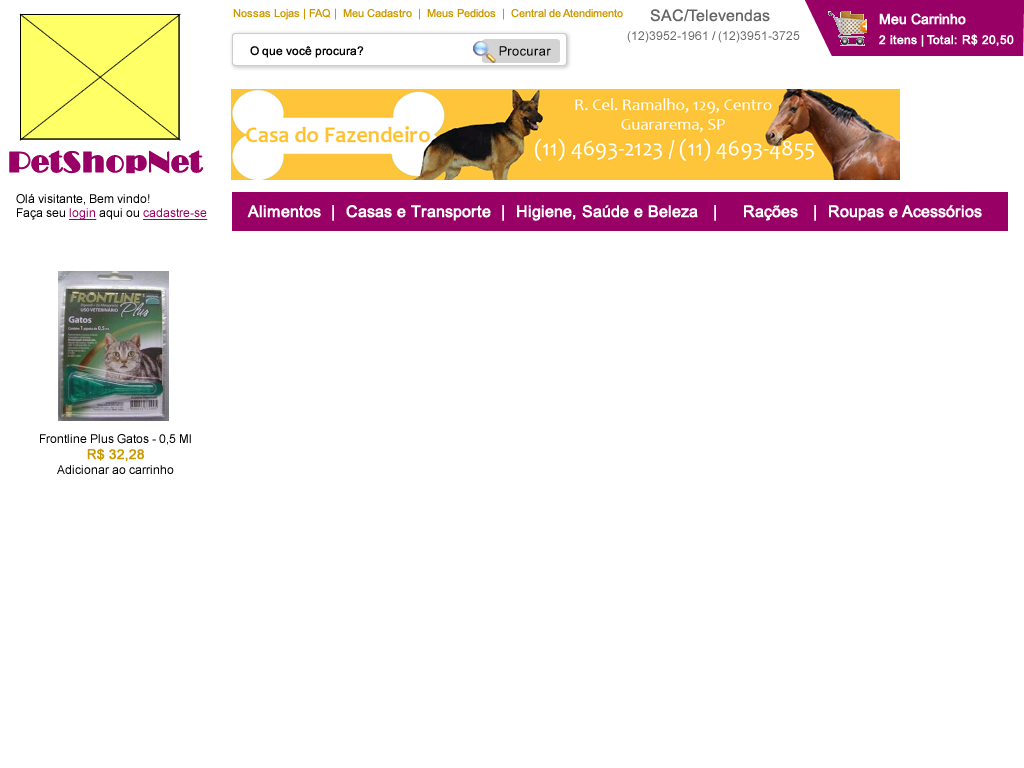 Nossas Lojas | FAQ | Meu Cadastro | Meus Pedidos | Central de Atendimento
SAC/Televendas
(12)3952-1961 / (12)3951-3725
Meu Carrinho
2 itens | Total: R$ 20,50
O que você procura?
Procurar
PetShopNet
Casa do Fazendeiro
R. Cel. Ramalho, 129, Centro
Guararema, SP
(11) 4693-2123 / (11) 4693-4855
Olá visitante, Bem vindo!
Faça seu login aqui ou cadastre-se
Alimentos | Casas e Transporte | Higiene, Saúde e Beleza | Rações | Roupas e Acessórios
FRONTLINE
Plus
USO VETERINÁRIO
Gatos
Frontline Plus Gatos - 0,5 Ml
R$ 32,28
Adicionar ao carrinho